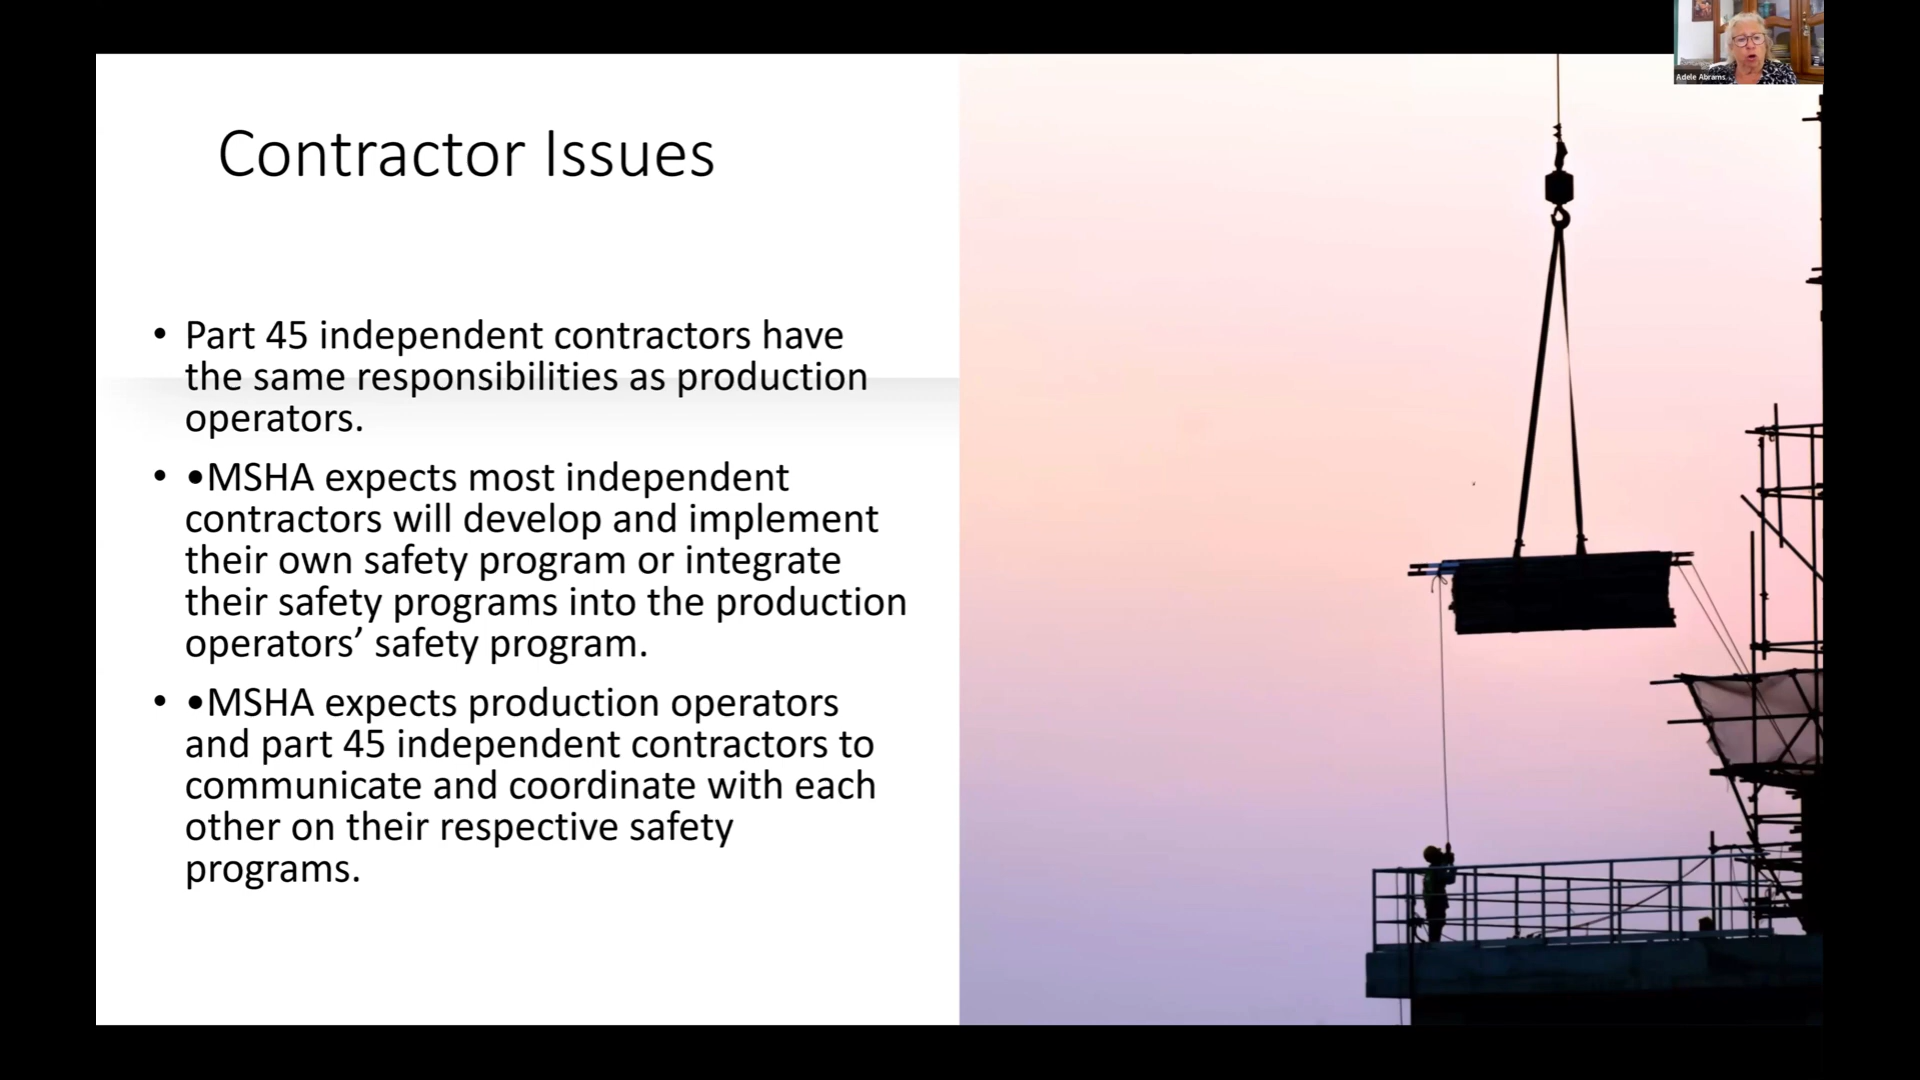 Adele Abrams
Contractor Issues
• Part 45 independent contractors have
the same responsibilities as production
operators.
• •MSHA expects most independent
contractors will develop and implement
their own safety program or integrate
their safety programs into the production
operators’ safety program.
• •MSHA expects production operators
and part 45 independent contractors to
communicate and coordinate with each
other on their respective safety
programs.